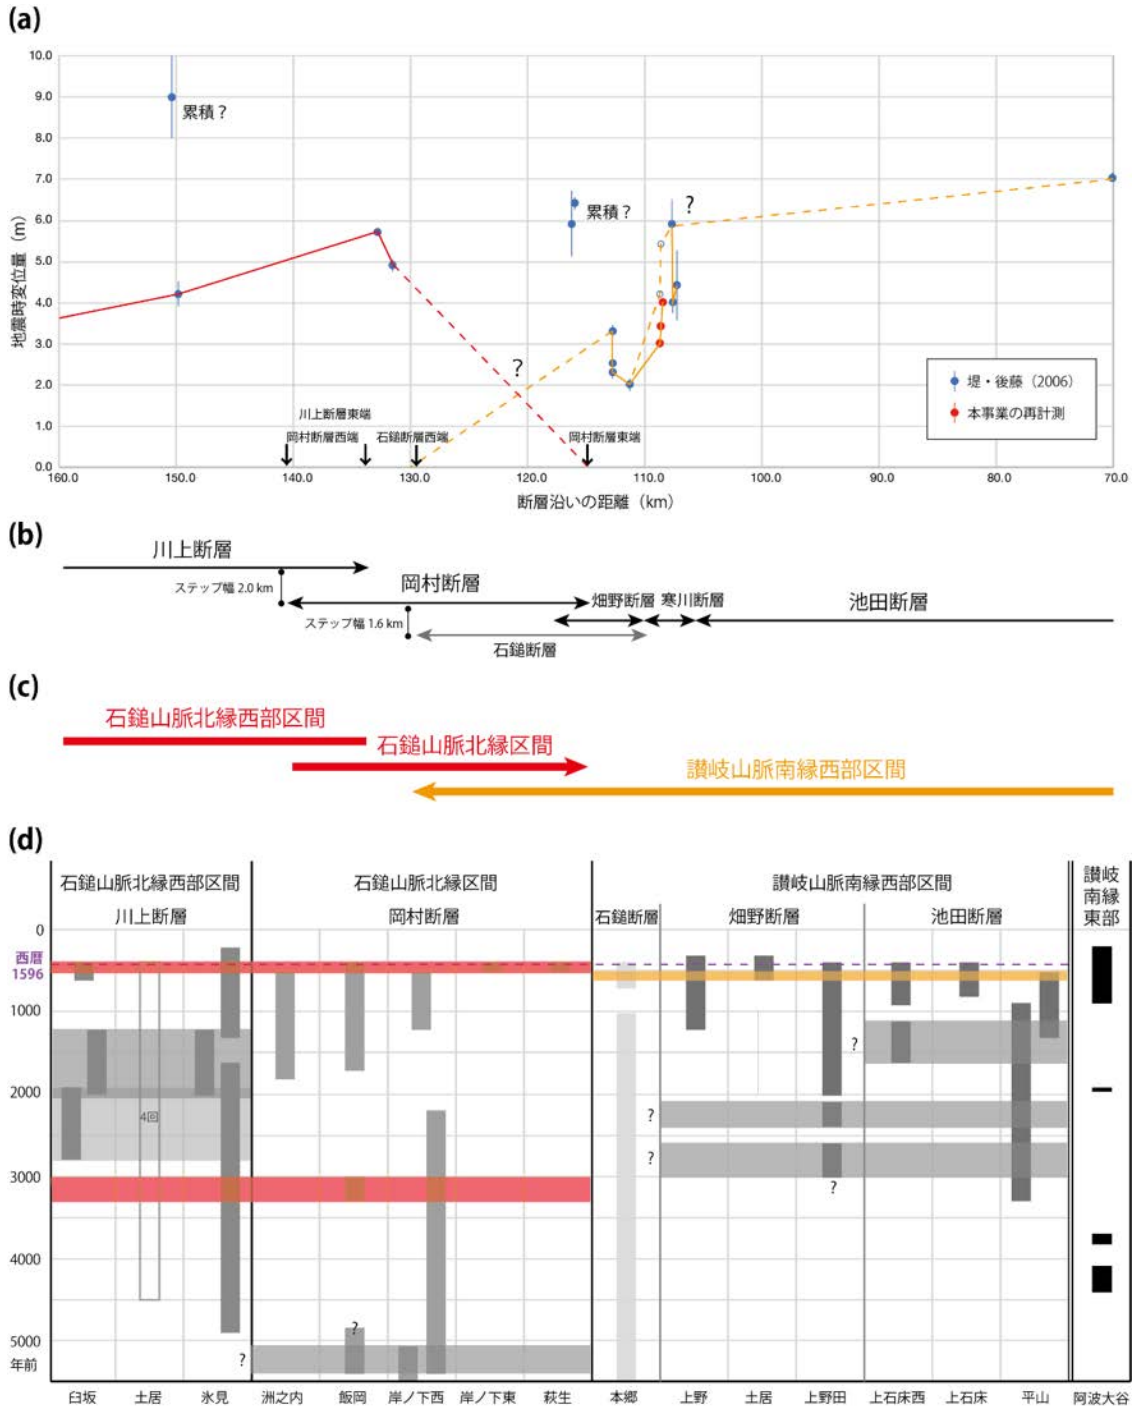 (a)
10.0
9.0
8.0
7.0
6.0
5.0
4.0
3.0
2.0
1.0
0.0
地震時変位量（m）
累積？
累積？
?
?
川上断層東端
岡村断層西端
石鎚断層西端
岡村断層東端
堤・後藤（2006）
本事業の再計測
160.0
150.0
140.0
130.0
120.0
110.0
100.0
90.0
80.0
70.0
断層沿いの距離（km）
(b)
川上断層
ステップ幅 2.0 km
岡村断層
ステップ幅 1.6 km
畑野断層
寒川断層
池田断層
石鎚断層
(c)
石鎚山脈北縁西部区間
石鎚山脈北縁区間
讃岐山脈南縁西部区間
(d)
石鎚山脈北縁西部区間
石鎚山脈北縁区間
讃岐山脈南縁西部区間
讃岐南縁東部
川上断層
岡村断層
石鎚断層
畑野断層
池田断層
0
西暦
1596
1000
2000
3000
4000
5000
年前
4回
?
?
?
?
?
?
臼坂
土居
氷見
洲之内
飯岡
岸ノ下西
岸ノ下東
萩生
本郷
上野
土居
上野田
上石床西
上石床
平山
阿波大谷